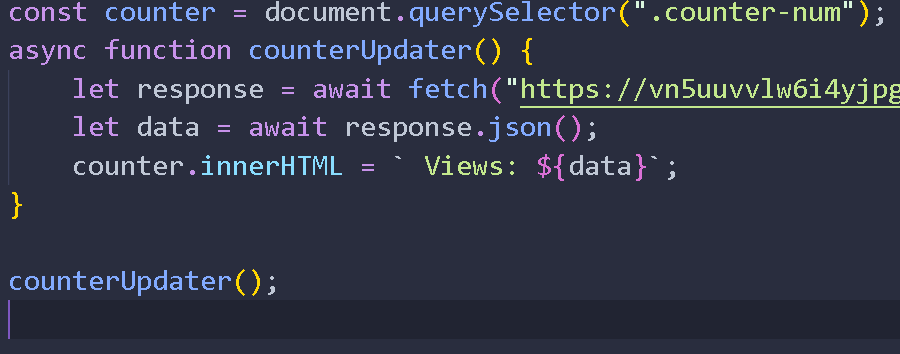 const counter = document.querySelector(".counter-num");
async function counterUpdater() {
    let response = await fetch("https://vn5uuvvlw6i4yjpg
    let data = await response.json();
    counter.innerHTML = ` Views: ${data}`;
}
counterUpdater();